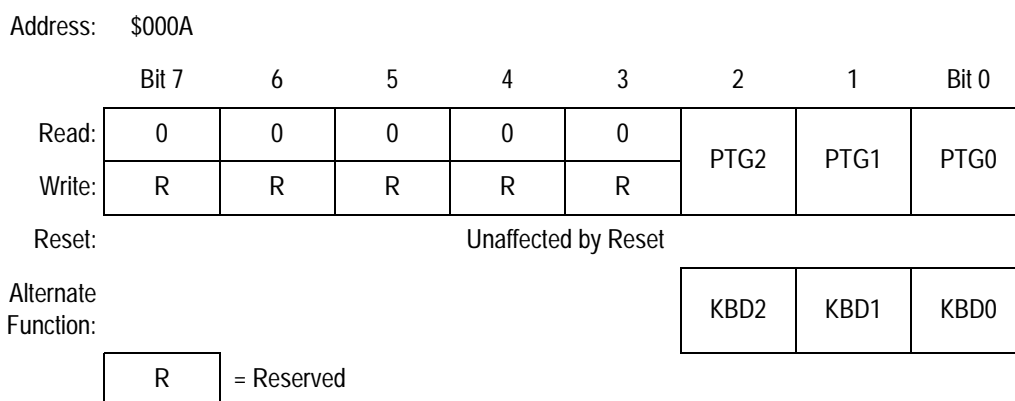 Address: $000A
Bit 7 6 5 4 3 2 1 Bit 0
Read: 0 0 0 0 0 PTG2 PTG1 PTG0
Write: R R R R R
Reset: Unaffected by Reset
Alternate Function: KBD2 KBD1 KBD0
R = Reserved